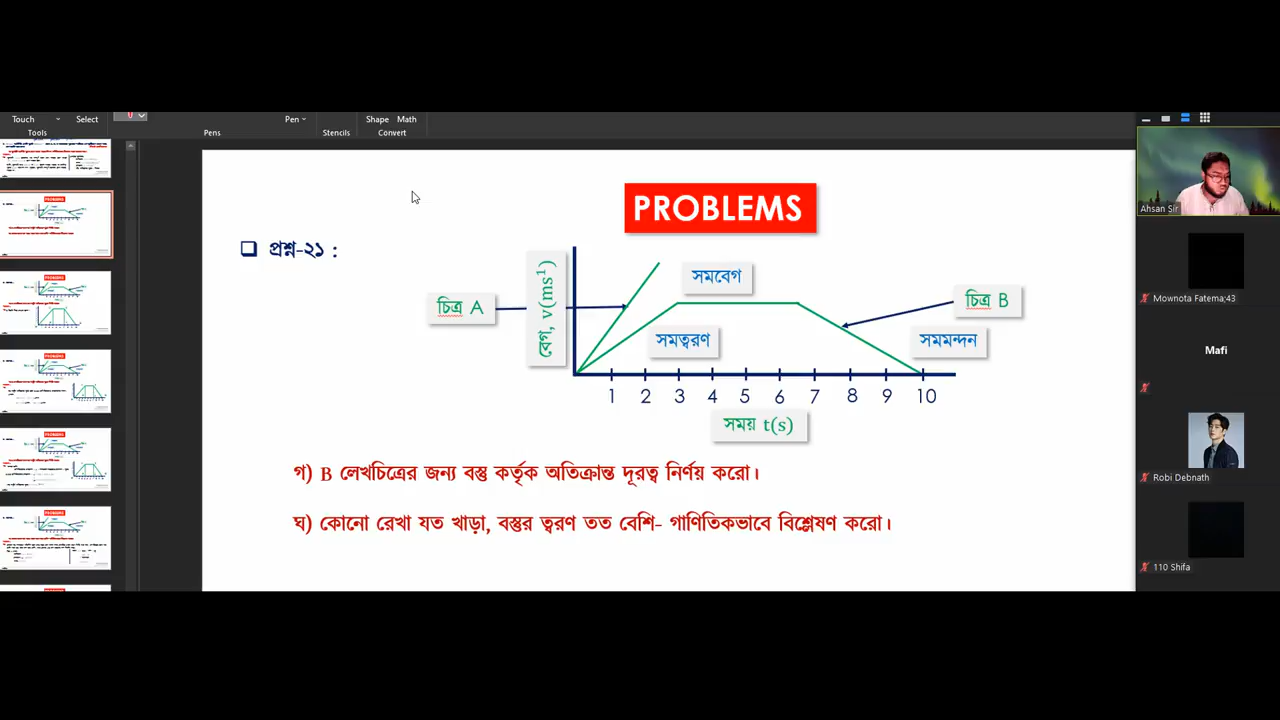 Touch
Select
Pen
Shape
Math
Tools
Pens
Stencils
Convert
PROBLEMS
❑ প্রশ্ন-২১ :
বেগ, v(ms¹)
সমবেগ
চিত্র A
চিত্র B
সমত্বরণ
সমমন্দন
1 2 3 4 5 6 7 8 9 10
সময় t(s)
গ) B লেখচিত্রের জন্য বস্তু কর্তৃক অতিক্রান্ত দূরত্ব নির্ণয় করো।
ঘ) কোনো রেখা যত খাড়া, বস্তুর ত্বরণ তত বেশি- গাণিতিকভাবে বিশ্লেষণ করো।
Ahsan Sir
Mownota Fatema;43
Mafi
Robi Debnath
110 Shifa